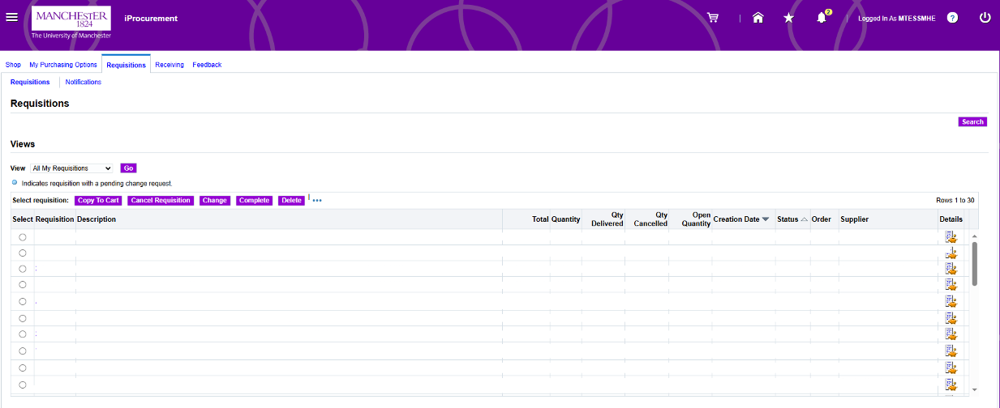 MANCHESTER
1824
The University of Manchester
iProcurement
2
Logged In As MTESSMHE
?
Shop My Purchasing Options Requisitions Receiving Feedback
Requisitions Notifications
Requisitions
Search
Views
View All My Requisitions Go
Indicates requisition with a pending change request.
Select requisition: Copy To Cart Cancel Requisition Change Complete Delete ... Rows 1 to 30
Select Requisition Description Total Quantity Qty Delivered Qty Cancelled Open Quantity Creation Date Status Order Supplier Details